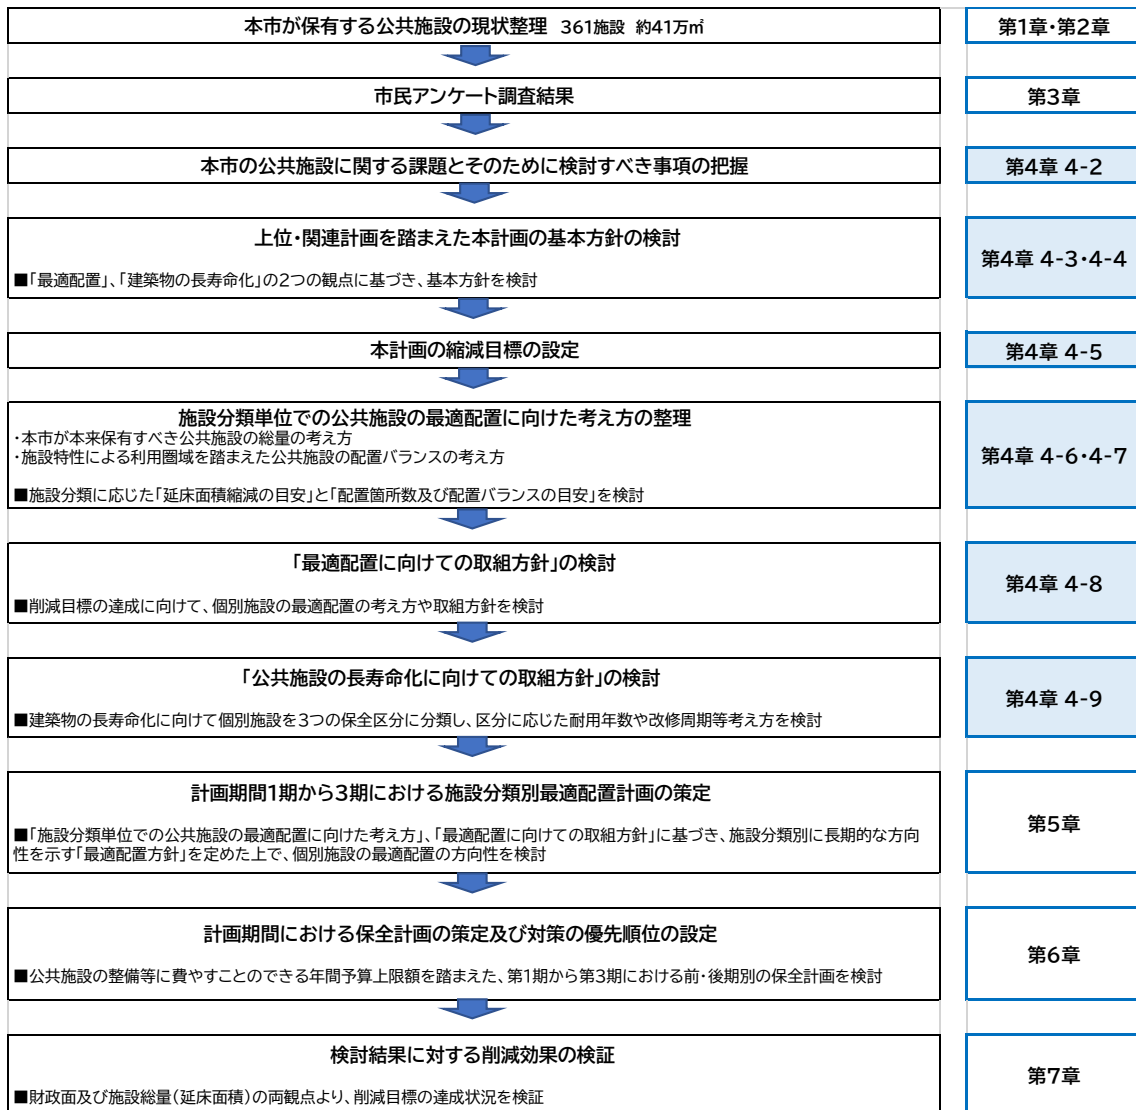 本市が保有する公共施設の現状整理 361施設 約41万㎡
第1章・第2章
市民アンケート調査結果
第3章
本市の公共施設に関する課題とそのために検討すべき事項の把握
第4章 4-2
上位・関連計画を踏まえた本計画の基本方針の検討
■「最適配置」、「建築物の長寿命化」の2つの観点に基づき、基本方針を検討
第4章 4-3・4-4
本計画の縮減目標の設定
第4章 4-5
施設分類単位での公共施設の最適配置に向けた考え方の整理
・本市が本来保有すべき公共施設の総量の考え方
・施設特性による利用圏域を踏まえた公共施設の配置バランスの考え方
■施設分類に応じた「延床面積縮減の目安」と「配置箇所数及び配置バランスの目安」を検討
第4章 4-6・4-7
「最適配置に向けての取組方針」の検討
■削減目標の達成に向けて、個別施設の最適配置の考え方や取組方針を検討
第4章 4-8
「公共施設の長寿命化に向けての取組方針」の検討
■建築物の長寿命化に向けて個別施設を3つの保全区分に分類し、区分に応じた耐用年数や改修周期等考え方を検討
第4章 4-9
計画期間1期から3期における施設分類別最適配置計画の策定
■「施設分類単位での公共施設の最適配置に向けた考え方」、「最適配置に向けての取組方針」に基づき、施設分類別に長期的な方向
性を示す「最適配置方針」を定めた上で、個別施設の最適配置の方向性を検討
第5章
計画期間における保全計画の策定及び対策の優先順位の設定
■公共施設の整備等に費やすことのできる年間予算上限額を踏まえた、第1期から第3期における前・後期別の保全計画を検討
第6章
検討結果に対する削減効果の検証
■財政面及び施設総量(延床面積)の両観点より、削減目標の達成状況を検証
第7章